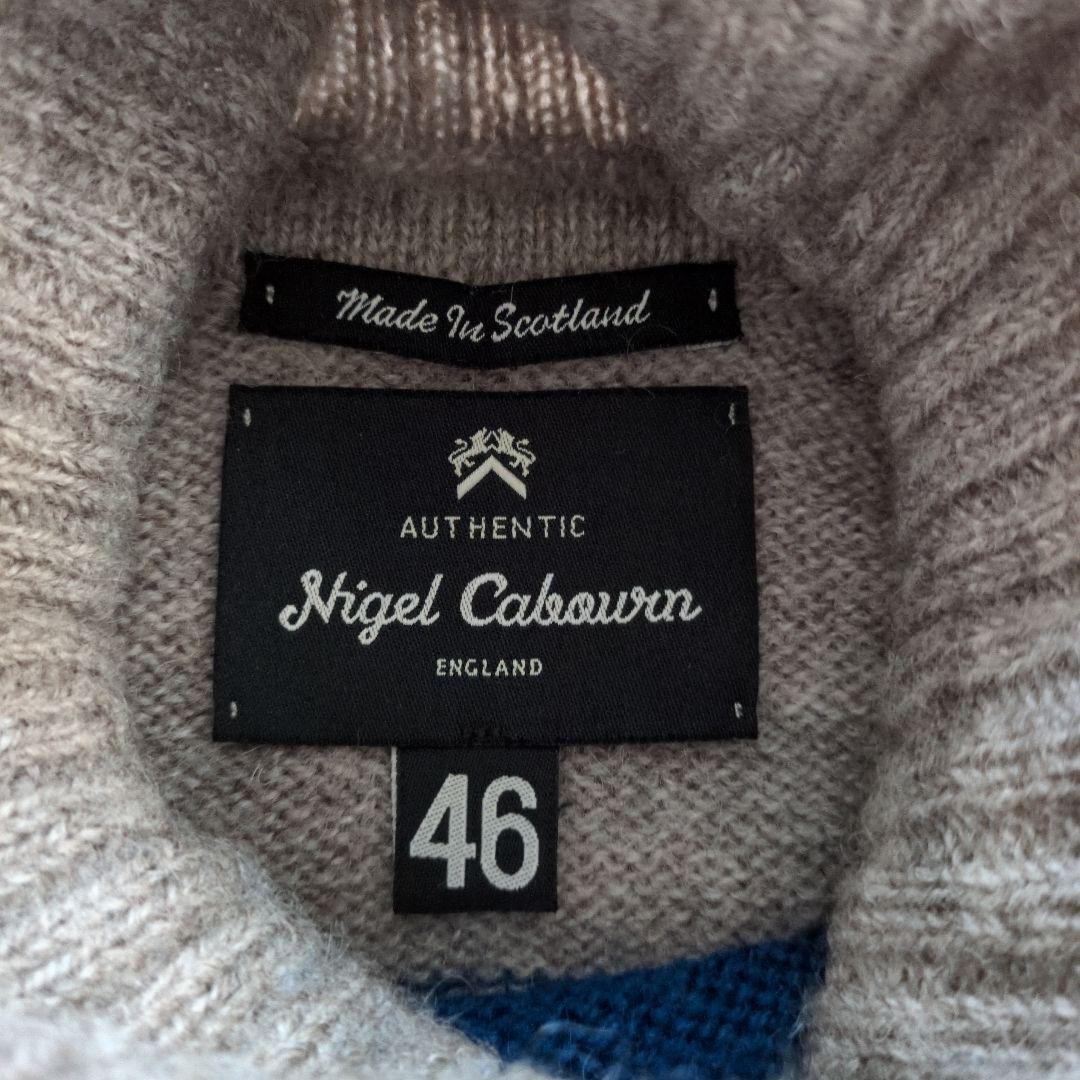 Made In Scotland
AUTHENTIC
Nigel Cabourn
ENGLAND
46